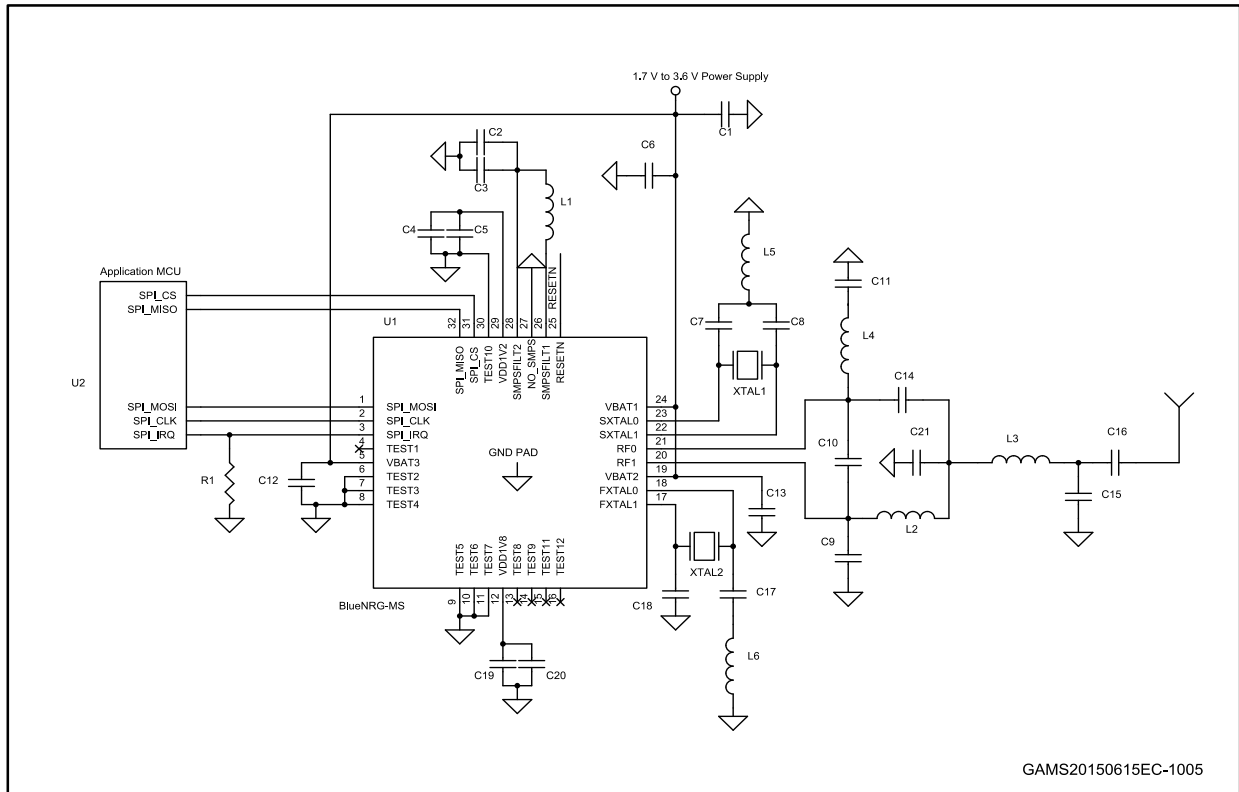 1.7 V to 3.6 V Power Supply
C1
C2
C6
C3
L1
C4
C5
L5
C11
Application MCU
SPI_CS
SPI_MISO
U2
SPI_MOSI
SPI_CLK
SPI_IRQ
R1
C12
U1
32
31
30
29
28
27
26
25
RESETN
SPI_MISO
SPI_CS
TEST10
VDD1V2
SMPSFILT2
NO_SMPS
SMPSFILT1
RESETN
C7
C8
XTAL1
L4
C14
1
SPI_MOSI
2
SPI_CLK
3
SPI_IRQ
4
TEST1
5
VBAT3
6
TEST2
7
TEST3
8
TEST4
GND PAD
VBAT1
24
SXTAL0
23
SXTAL1
22
RF0
21
RF1
20
VBAT2
19
FXTAL0
18
FXTAL1
17
C10
C21
L3
C16
C15
L2
C9
C13
XTAL2
C18
C17
L6
TEST5
TEST6
TEST7
VDD1V8
TEST8
TEST9
TEST11
TEST12
9
10
11
12
13
14
15
16
BlueNRG-MS
C19
C20
GAMS20150615EC-1005